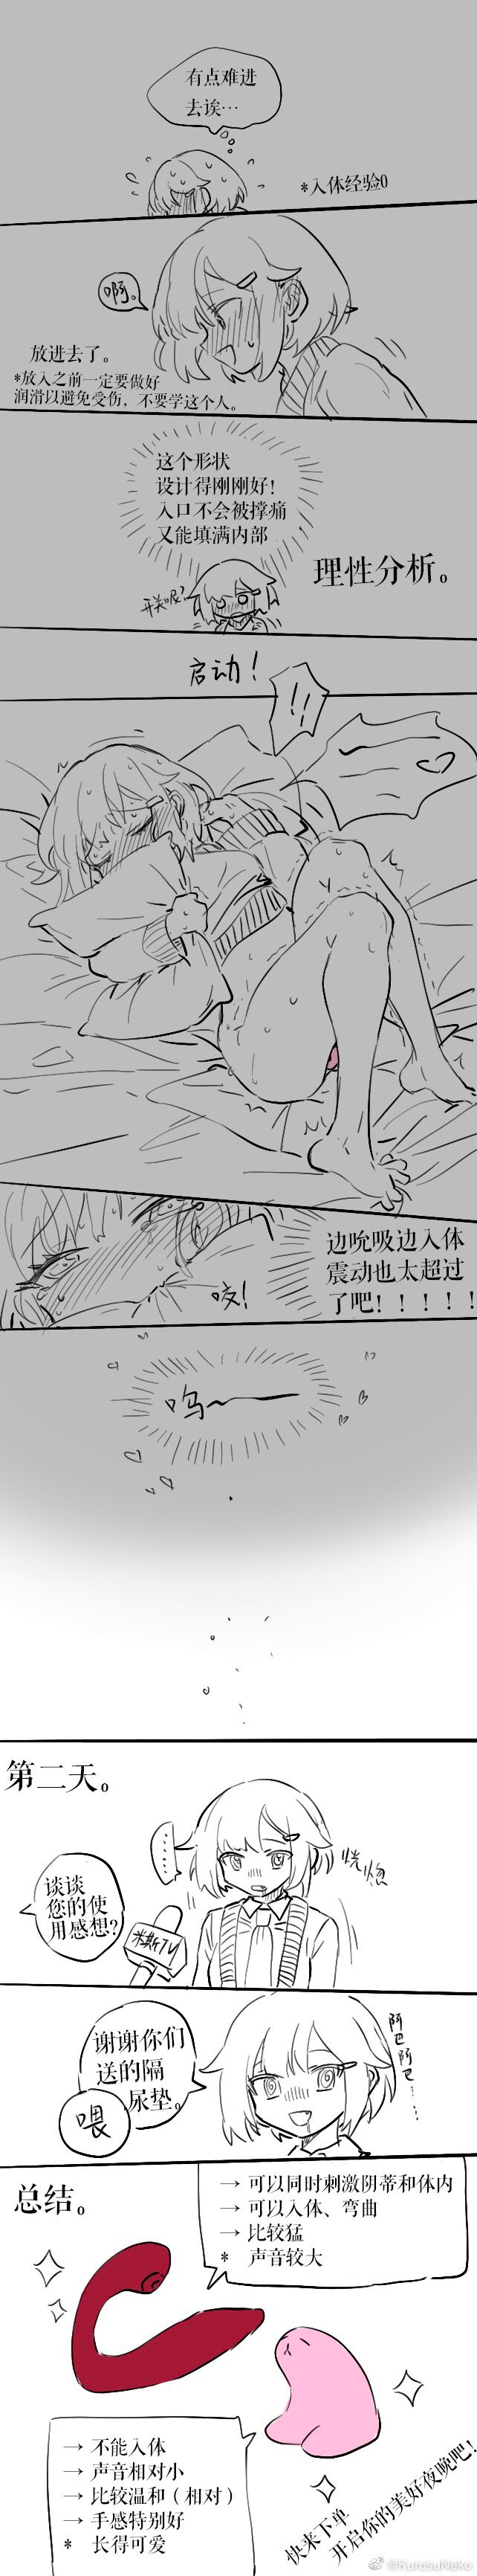 有点难进
去诶…
*入体经验0
啊。
放进去了。
*放入之前一定要做好
润滑以避免受伤，不要学这个人。
这个形状
设计得刚刚好！
入口不会被撑痛
又能填满内部
开关呢？
理性分析。
启动！
!!
边吮吸边入体
震动也太超过
了吧！！！！！
咬！
呜~——
第二天。
……
恍惚
谈谈
您的使
用感想？
米斯TV
谢谢你们
送的隔
尿垫。
喂
阿巴阿巴……
总结。
→ 可以同时刺激阴蒂和体内
→ 可以入体、弯曲
→ 比较猛
* 声音较大
→ 不能入体
→ 声音相对小
→ 比较温和（相对）
→ 手感特别好
* 长得可爱
快来下单
开启你的美好夜晚吧！
@KurosuNeko